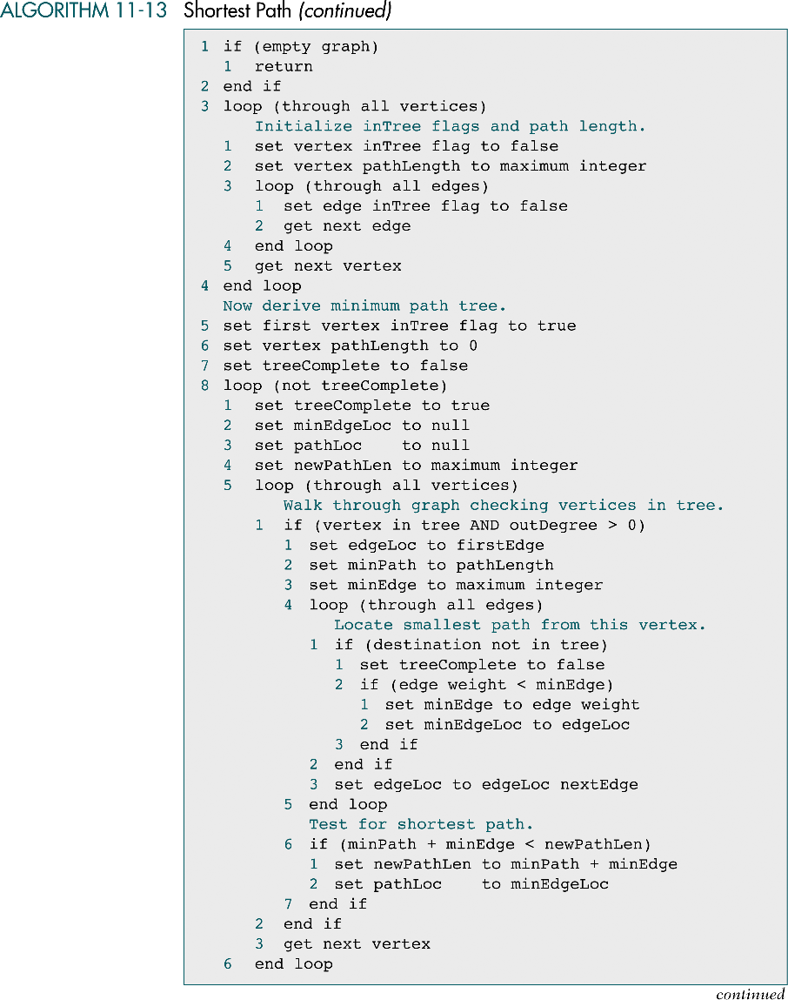 ALGORITHM 11-13 Shortest Path (continued)
1 if (empty graph)
1 return
2 end if
3 loop (through all vertices)
Initialize inTree flags and path length.
1 set vertex inTree flag to false
2 set vertex pathLength to maximum integer
3 loop (through all edges)
1 set edge inTree flag to false
2 get next edge
4 end loop
5 get next vertex
4 end loop
Now derive minimum path tree.
5 set first vertex inTree flag to true
6 set vertex pathLength to 0
7 set treeComplete to false
8 loop (not treeComplete)
1 set treeComplete to true
2 set minEdgeLoc to null
3 set pathLoc to null
4 set newPathLen to maximum integer
5 loop (through all vertices)
Walk through graph checking vertices in tree.
1 if (vertex in tree AND outDegree > 0)
1 set edgeLoc to firstEdge
2 set minPath to pathLength
3 set minEdge to maximum integer
4 loop (through all edges)
Locate smallest path from this vertex.
1 if (destination not in tree)
1 set treeComplete to false
2 if (edge weight < minEdge)
1 set minEdge to edge weight
2 set minEdgeLoc to edgeLoc
3 end if
2 end if
3 set edgeLoc to edgeLoc nextEdge
5 end loop
Test for shortest path.
6 if (minPath + minEdge < newPathLen)
1 set newPathLen to minPath + minEdge
2 set pathLoc to minEdgeLoc
7 end if
2 end if
3 get next vertex
6 end loop
continued